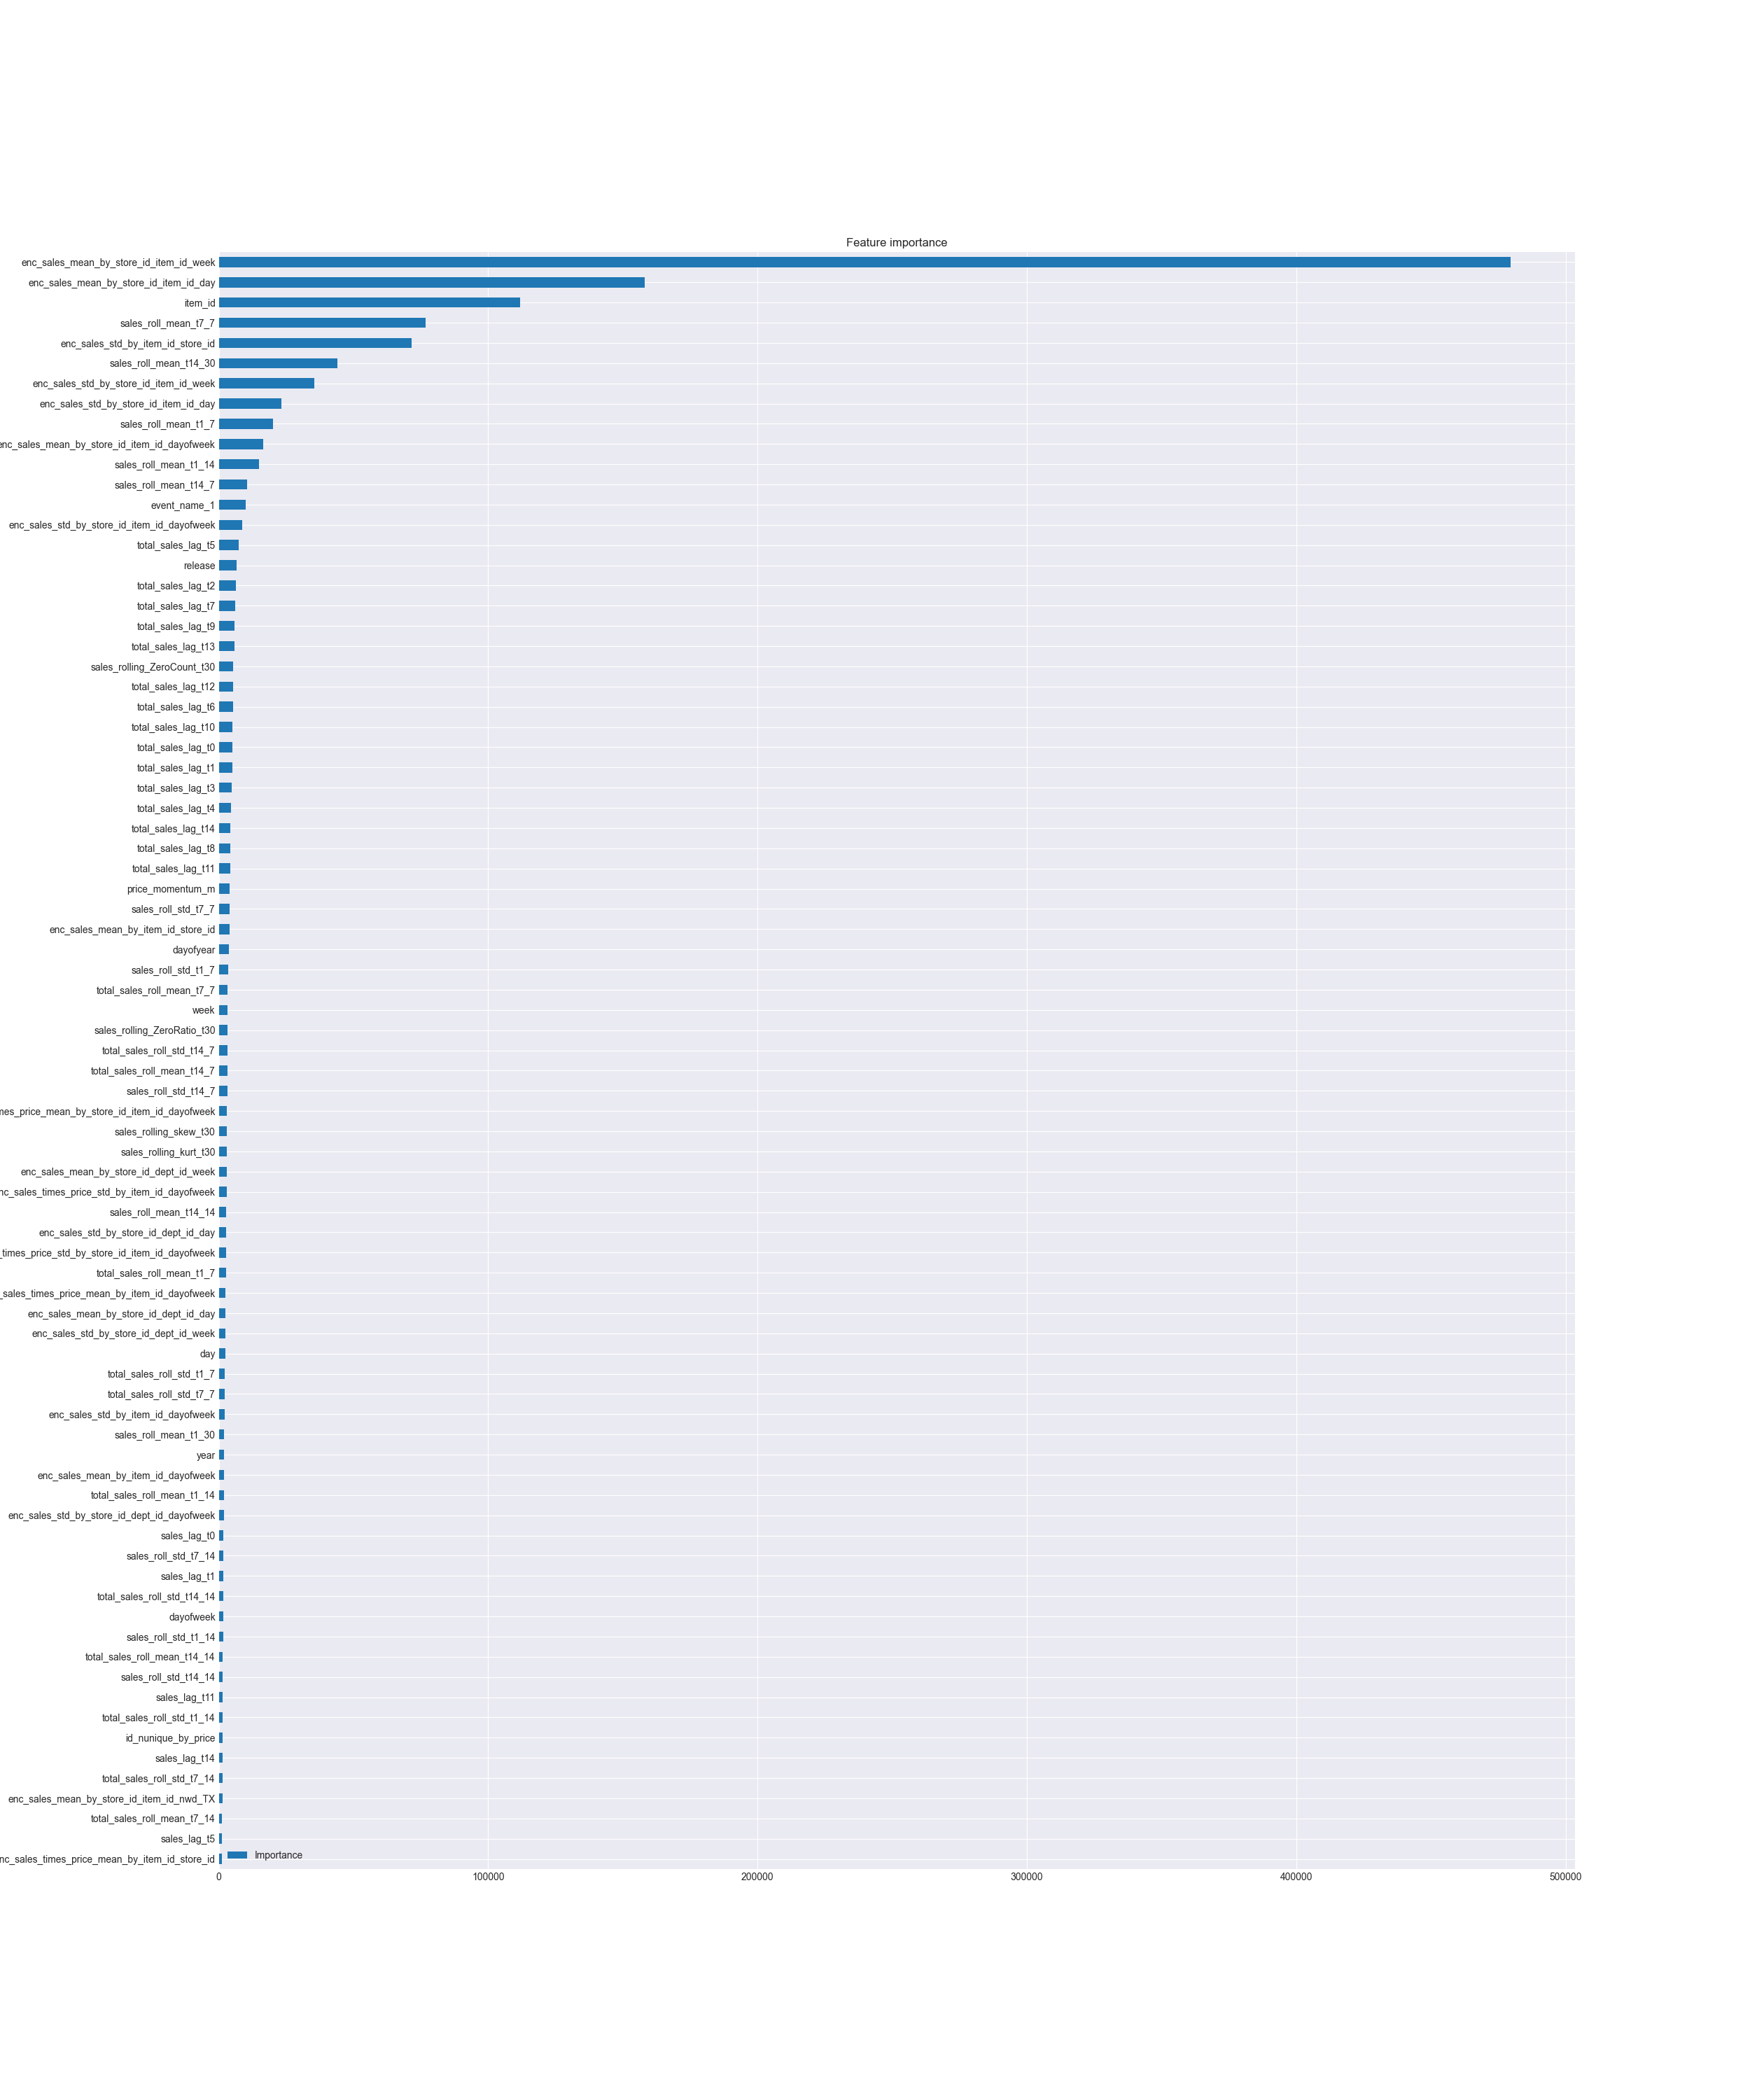 Feature importance
enc_sales_mean_by_store_id_item_id_week
enc_sales_mean_by_store_id_item_id_day
item_id
sales_roll_mean_t7_7
enc_sales_std_by_item_id_store_id
sales_roll_mean_t14_30
enc_sales_std_by_store_id_item_id_week
enc_sales_std_by_store_id_item_id_day
sales_roll_mean_t1_7
enc_sales_mean_by_store_id_item_id_dayofweek
sales_roll_mean_t1_14
sales_roll_mean_t14_7
event_name_1
enc_sales_std_by_store_id_item_id_dayofweek
total_sales_lag_t5
release
total_sales_lag_t2
total_sales_lag_t7
total_sales_lag_t9
total_sales_lag_t13
sales_rolling_ZeroCount_t30
total_sales_lag_t12
total_sales_lag_t6
total_sales_lag_t10
total_sales_lag_t0
total_sales_lag_t1
total_sales_lag_t3
total_sales_lag_t4
total_sales_lag_t14
total_sales_lag_t8
total_sales_lag_t11
price_momentum_m
sales_roll_std_t7_7
enc_sales_mean_by_item_id_store_id
dayofyear
sales_roll_std_t1_7
total_sales_roll_mean_t7_7
week
sales_rolling_ZeroRatio_t30
total_sales_roll_std_t14_7
total_sales_roll_mean_t14_7
sales_roll_std_t14_7
mes_price_mean_by_store_id_item_id_dayofweek
sales_rolling_skew_t30
sales_rolling_kurt_t30
enc_sales_mean_by_store_id_dept_id_week
nc_sales_times_price_std_by_item_id_dayofweek
sales_roll_mean_t14_14
enc_sales_std_by_store_id_dept_id_day
_times_price_std_by_store_id_item_id_dayofweek
total_sales_roll_mean_t1_7
_sales_times_price_mean_by_item_id_dayofweek
enc_sales_mean_by_store_id_dept_id_day
enc_sales_std_by_store_id_dept_id_week
day
total_sales_roll_std_t1_7
total_sales_roll_std_t7_7
enc_sales_std_by_item_id_dayofweek
sales_roll_mean_t1_30
year
enc_sales_mean_by_item_id_dayofweek
total_sales_roll_mean_t1_14
enc_sales_std_by_store_id_dept_id_dayofweek
sales_lag_t0
sales_roll_std_t7_14
sales_lag_t1
total_sales_roll_std_t14_14
dayofweek
sales_roll_std_t1_14
total_sales_roll_mean_t14_14
sales_roll_std_t14_14
sales_lag_t11
total_sales_roll_std_t1_14
id_nunique_by_price
sales_lag_t14
total_sales_roll_std_t7_14
enc_sales_mean_by_store_id_item_id_nwd_TX
total_sales_roll_mean_t7_14
sales_lag_t5
nc_sales_times_price_mean_by_item_id_store_id
Importance
0 100000 200000 300000 400000 500000